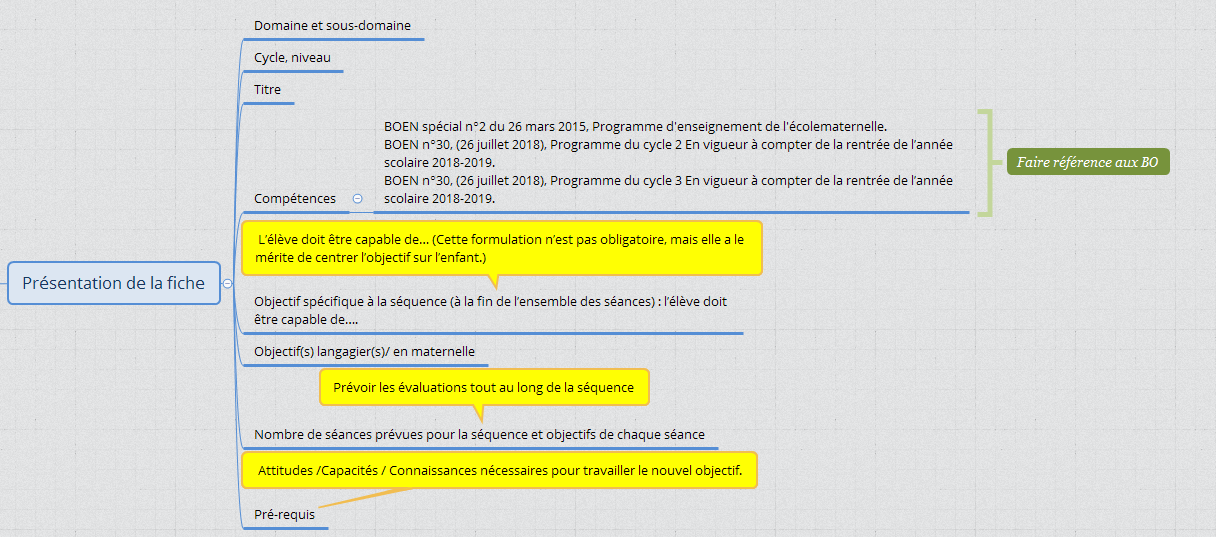 Domaine et sous-domaine
Cycle, niveau
Titre
BOEN spécial n°2 du 26 mars 2015, Programme d'enseignement de l'écolematernelle.
BOEN n°30, (26 juillet 2018), Programme du cycle 2 En vigueur à compter de la rentrée de l’année
scolaire 2018-2019.
BOEN n°30, (26 juillet 2018), Programme du cycle 3 En vigueur à compter de la rentrée de l’année
scolaire 2018-2019.
Faire référence aux BO
Compétences
L’élève doit être capable de... (Cette formulation n’est pas obligatoire, mais elle a le
mérite de centrer l’objectif sur l’enfant.)
Présentation de la fiche
Objectif spécifique à la séquence (à la fin de l’ensemble des séances) : l’élève doit
être capable de....
Objectif(s) langagier(s)/ en maternelle
Prévoir les évaluations tout au long de la séquence
Nombre de séances prévues pour la séquence et objectifs de chaque séance
Attitudes /Capacités / Connaissances nécessaires pour travailler le nouvel objectif.
Pré-requis